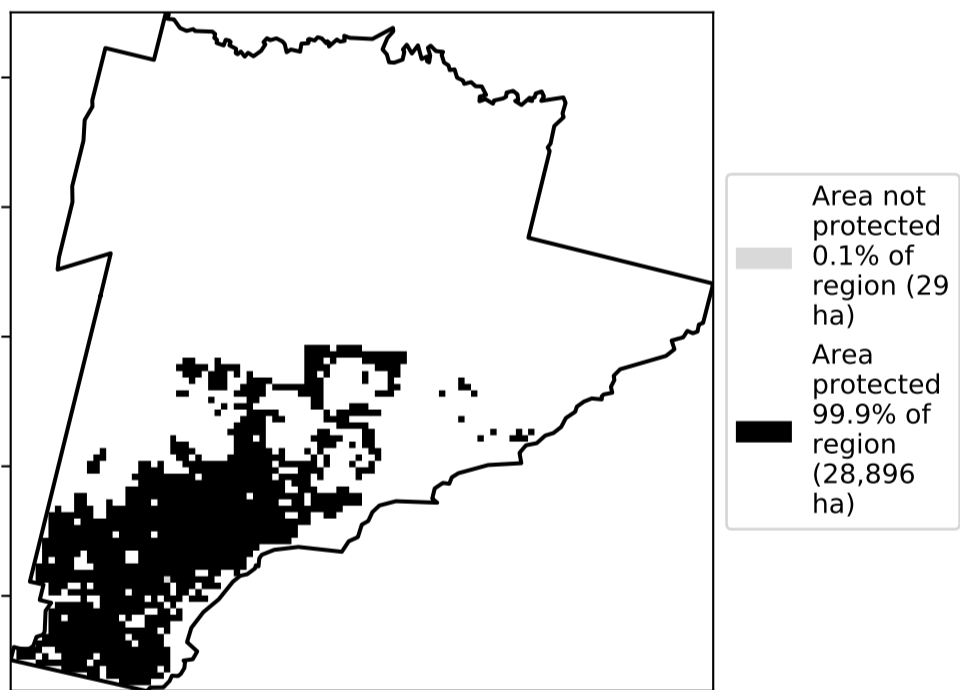 Area not
protected
0.1% of
region (29
ha)
Area
protected
99.9% of
region
(28,896
ha)